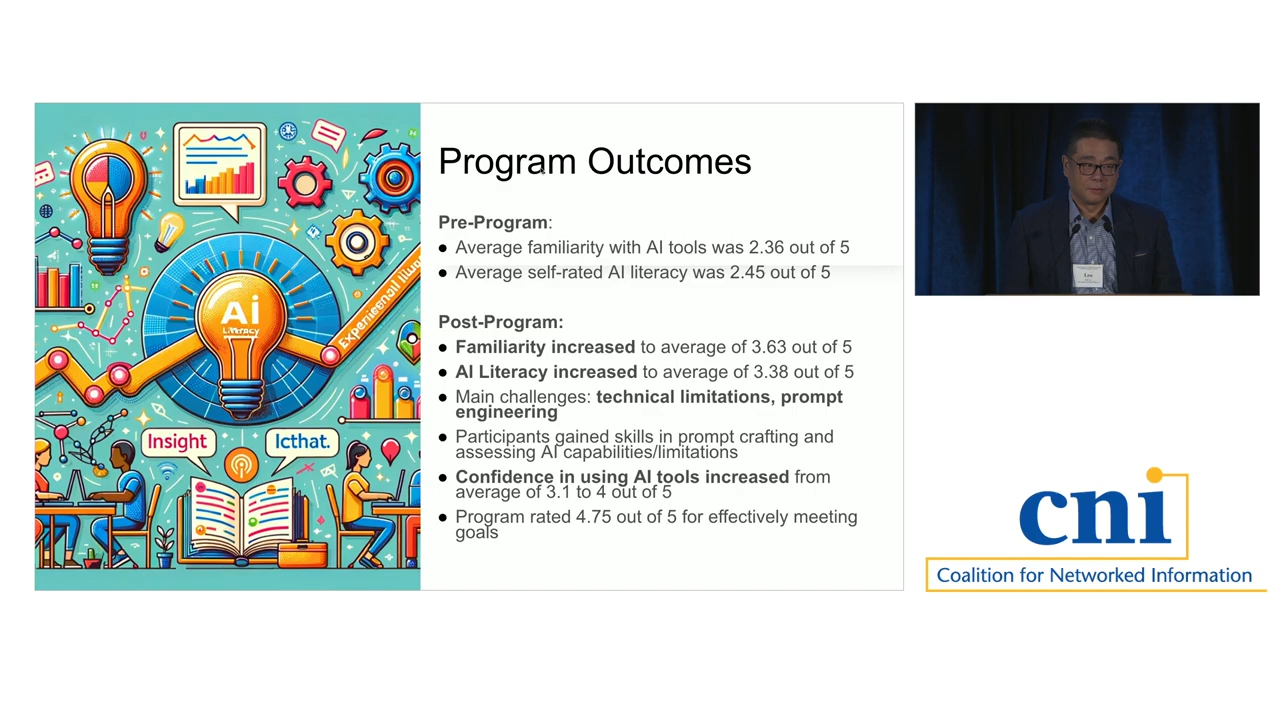 Program Outcomes
Pre-Program:
● Average familiarity with AI tools was 2.36 out of 5
● Average self-rated AI literacy was 2.45 out of 5
Post-Program:
● Familiarity increased to average of 3.63 out of 5
● AI Literacy increased to average of 3.38 out of 5
● Main challenges: technical limitations, prompt
engineering
● Participants gained skills in prompt crafting and
assessing AI capabilities/limitations
● Confidence in using AI tools increased from
average of 3.1 to 4 out of 5
● Program rated 4.75 out of 5 for effectively meeting
goals
Ai
Literacy
Insight
Icthat.
Lee
cni
Coalition for Networked Information